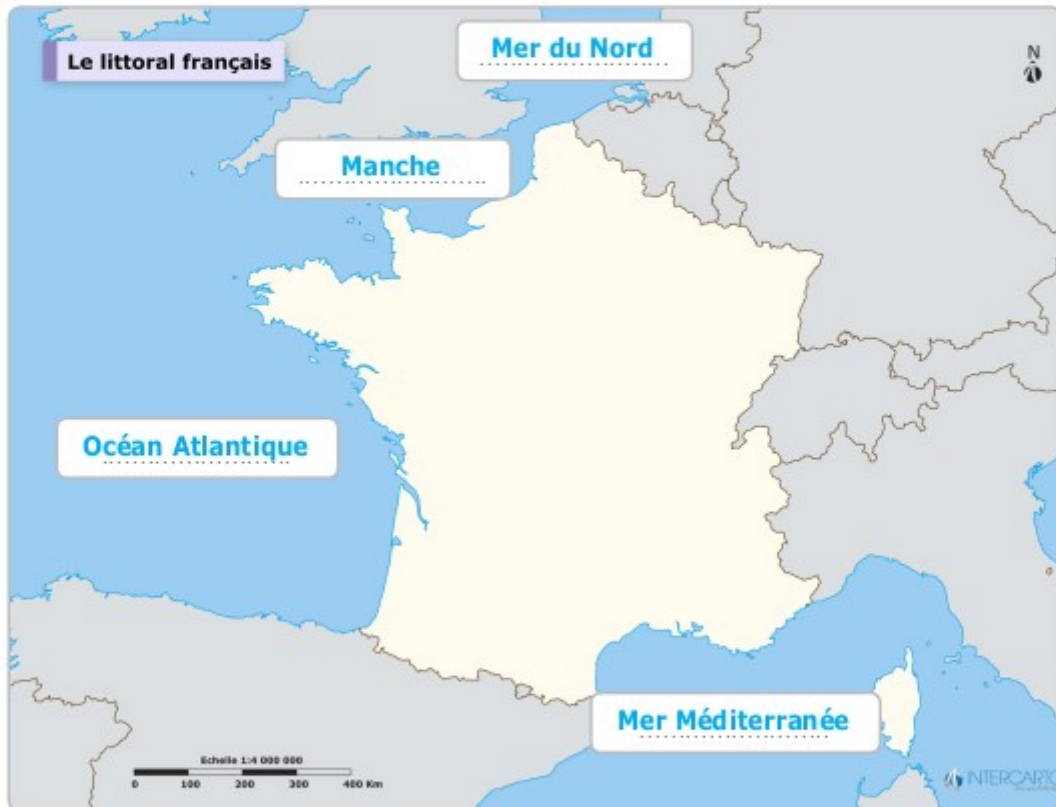 Mer du Nord
Le littoral français
N
Manche
Océan Atlantique
Mer Méditerranée
Echelle 1:4 000 000
0 100 200 300 400 Km
INTERCARTO